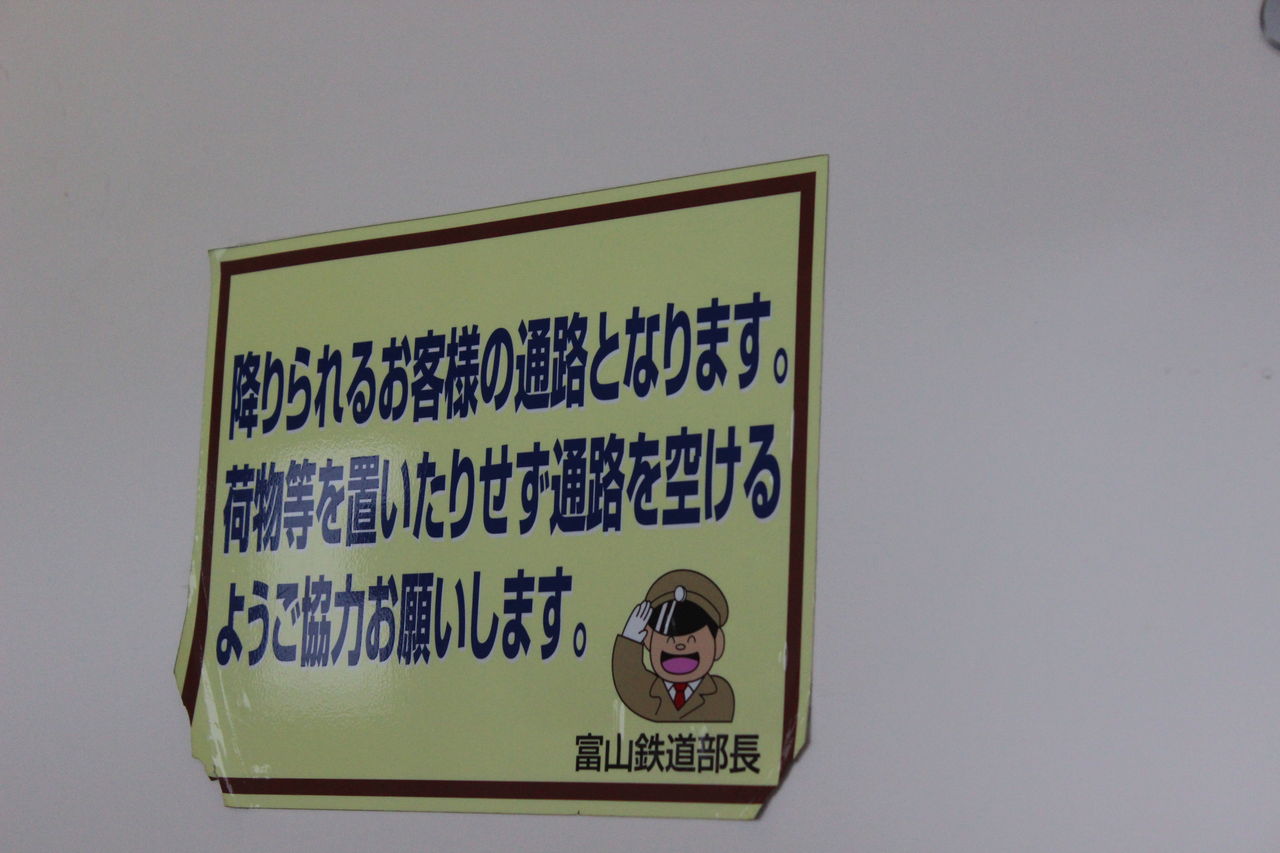 降りられるお客様の通路となります。
荷物等を置いたりせず通路を空ける
ようご協力お願いします。
富山鉄道部長